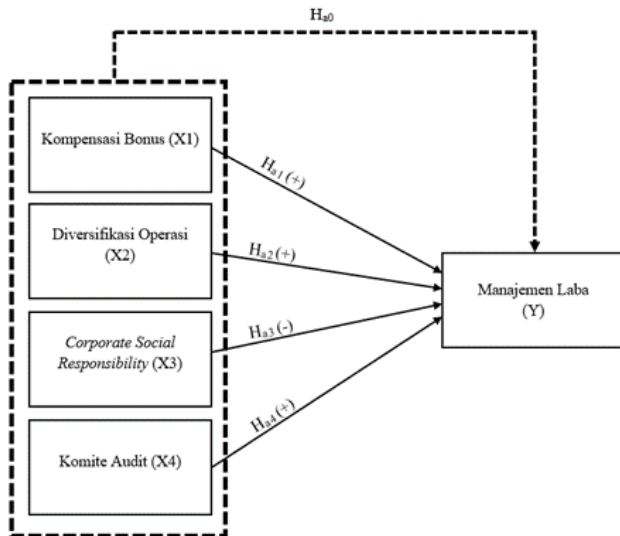 Ha0
Kompensasi Bonus (X1)
Ha1 (+)
Diversifikasi Operasi
(X2)
Ha2 (+)
Manajemen Laba
(Y)
Corporate Social
Responsibility (X3)
Ha3 (-)
Ha4 (+)
Komite Audit (X4)